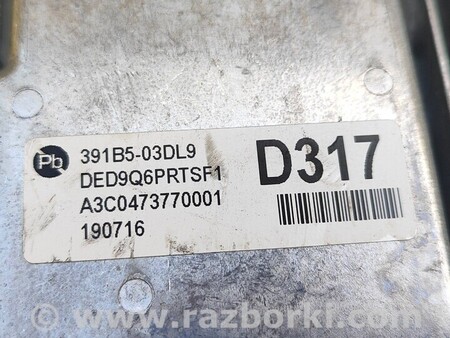 Pb 391B5-03DL9 D317
DED9Q6PRTSF1
A3C0473770001
190716
© www.razborki.com